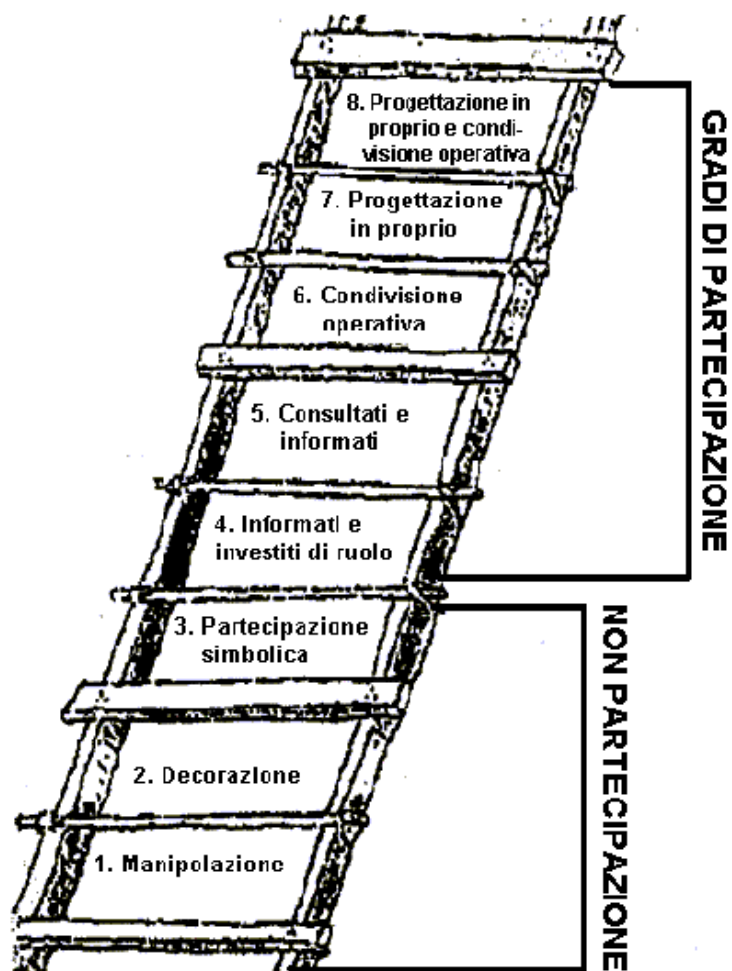 8. Progettazione in
proprio e condi-
visione operativa
7. Progettazione
in proprio
6. Condivisione
operativa
5. Consultati e
informati
4. Informati e
investiti di ruolo
3. Partecipazione
simbolica
2. Decorazione
1. Manipolazione
GRADI DI PARTECIPAZIONE
NON PARTECIPAZIONE